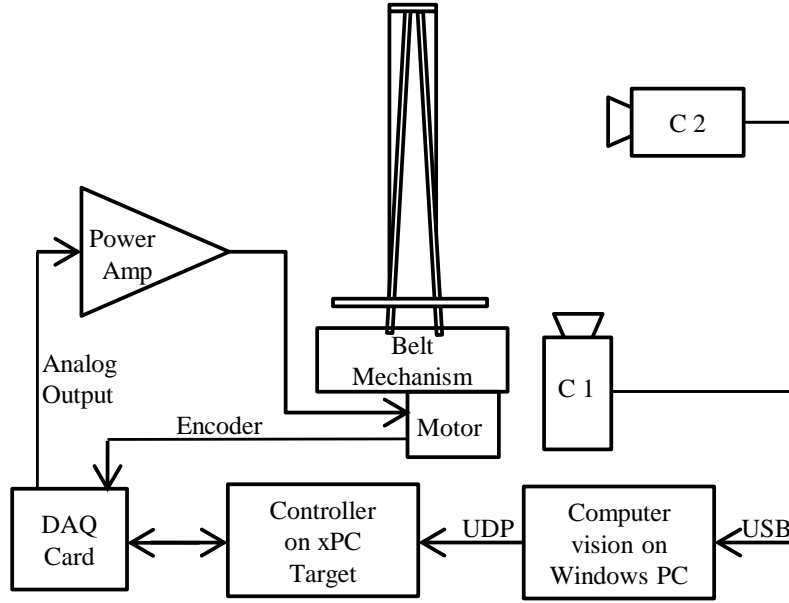 C 2
Power
Amp
Analog
Output
Belt
Mechanism
C 1
Encoder
Motor
DAQ
Card
Controller
on xPC
Target
UDP
Computer
vision on
Windows PC
USB